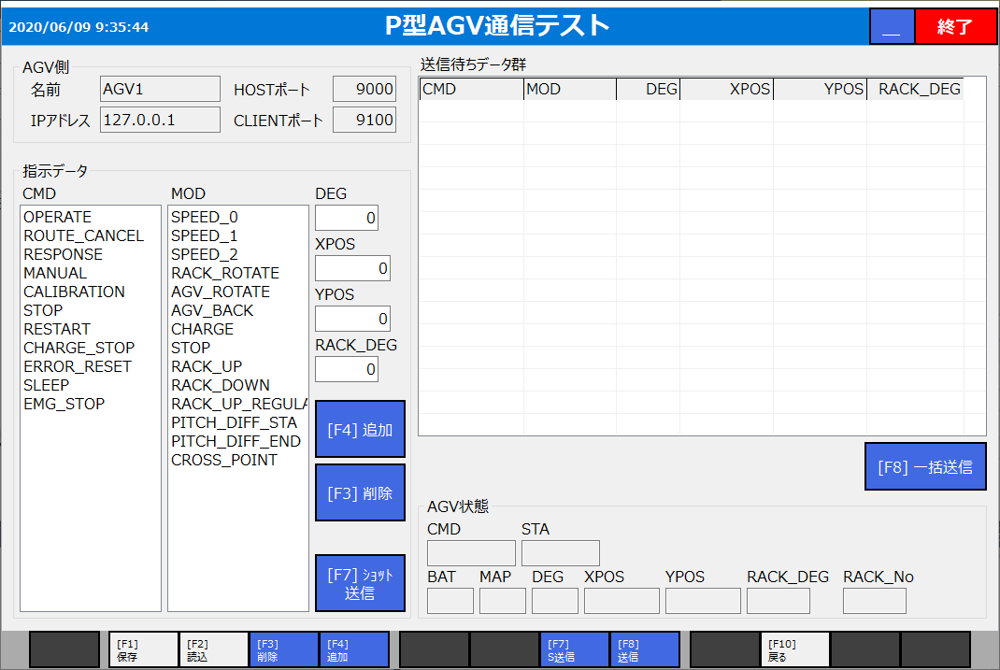 2020/06/09 9:35:44
P型AGV通信テスト
__
終了
AGV側
名前 AGV1 HOSTポート 9000
IPアドレス 127.0.0.1 CLIENTポート 9100
送信待ちデータ群
CMD MOD DEG XPOS YPOS RACK_DEG
指示データ
CMD
OPERATE
ROUTE_CANCEL
RESPONSE
MANUAL
CALIBRATION
STOP
RESTART
CHARGE_STOP
ERROR_RESET
SLEEP
EMG_STOP
MOD
SPEED_0
SPEED_1
SPEED_2
RACK_ROTATE
AGV_ROTATE
AGV_BACK
CHARGE
STOP
RACK_UP
RACK_DOWN
RACK_UP_REGULA
PITCH_DIFF_STA
PITCH_DIFF_END
CROSS_POINT
DEG
0
XPOS
0
YPOS
0
RACK_DEG
0
[F4] 追加
[F3] 削除
[F7] ｼｮｯﾄ
送信
[F8] 一括送信
AGV状態
CMD STA
BAT MAP DEG XPOS YPOS RACK_DEG RACK_No
[F1]
保存
[F2]
読込
[F3]
削除
[F4]
追加
[F7]
S送信
[F8]
送信
[F10]
戻る